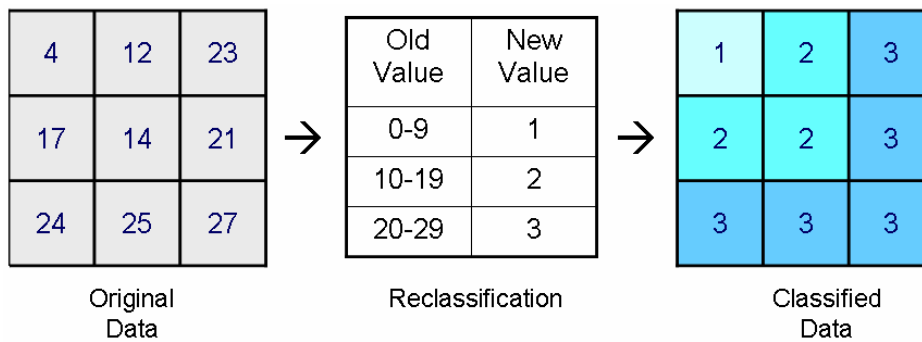 4 12 23
17 14 21
24 25 27
Original
Data
→
Old Value New Value
0-9 1
10-19 2
20-29 3
Reclassification
→
1 2 3
2 2 3
3 3 3
Classified
Data